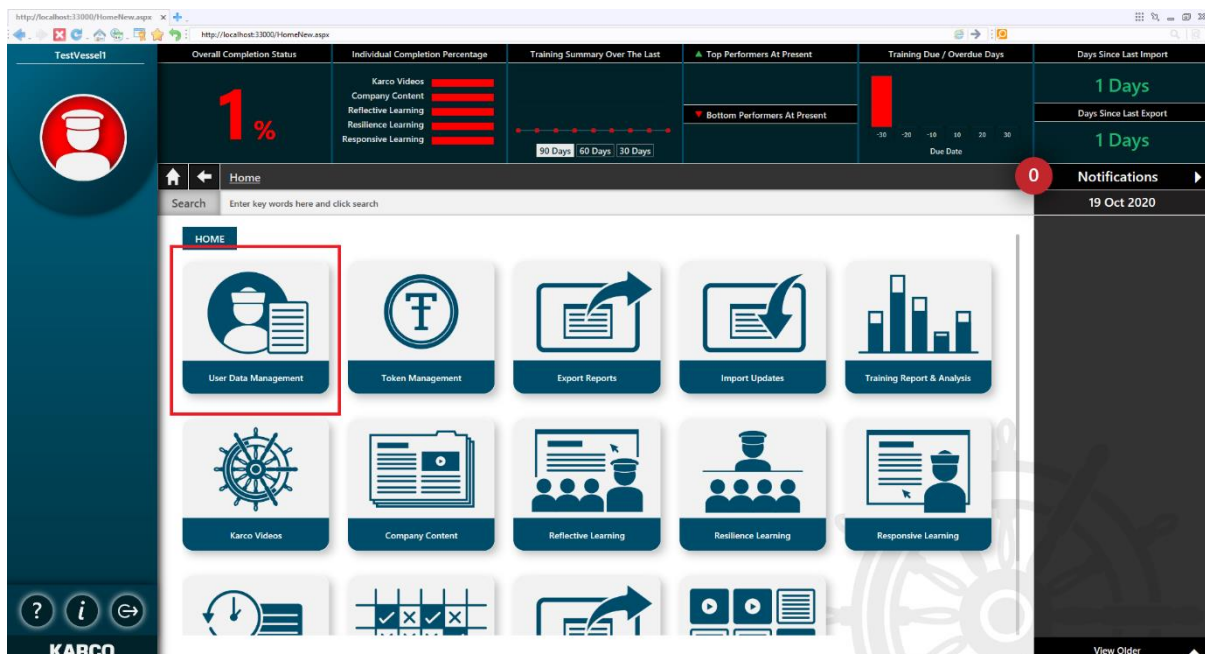 http://localhost:33000/HomeNew.aspx
http://localhost:33000/HomeNew.aspx
TestVessel1
Overall Completion Status
1%
Individual Completion Percentage
Karco Videos
Company Content
Reflective Learning
Resilience Learning
Responsive Learning
Training Summary Over The Last
90 Days 60 Days 30 Days
Top Performers At Present
Bottom Performers At Present
Training Due / Overdue Days
-30 -20 -10 10 20 30
Due Date
Days Since Last Import
1 Days
Days Since Last Export
1 Days
Home
0 Notifications
Search Enter key words here and click search
19 Oct 2020
HOME
User Data Management
Token Management
Export Reports
Import Updates
Training Report & Analysis
Karco Videos
Company Content
Reflective Learning
Resilience Learning
Responsive Learning
? i
KARCO
View Older